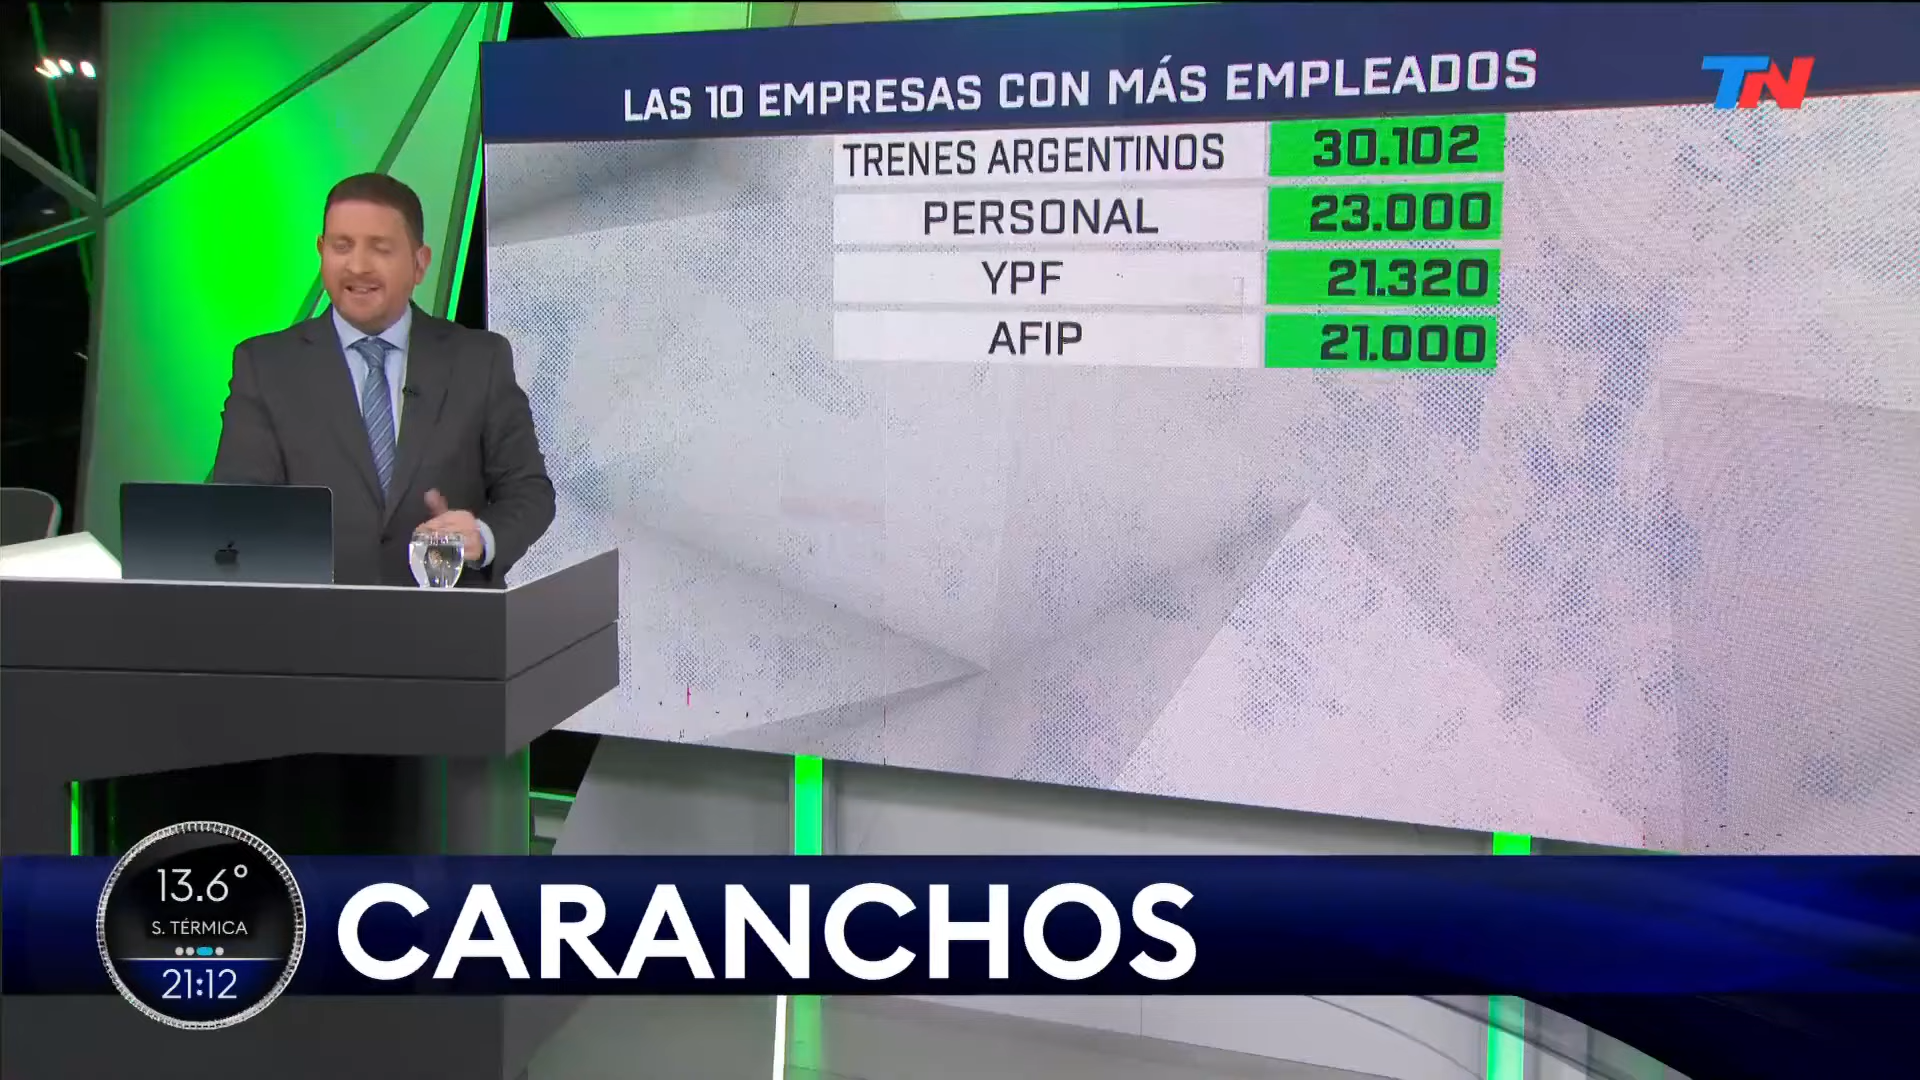 LAS 10 EMPRESAS CON MÁS EMPLEADOS
TN
TRENES ARGENTINOS 30.102
PERSONAL 23.000
YPF 21.320
AFIP 21.000
13.6°
S. TÉRMICA
21:12
CARANCHOS